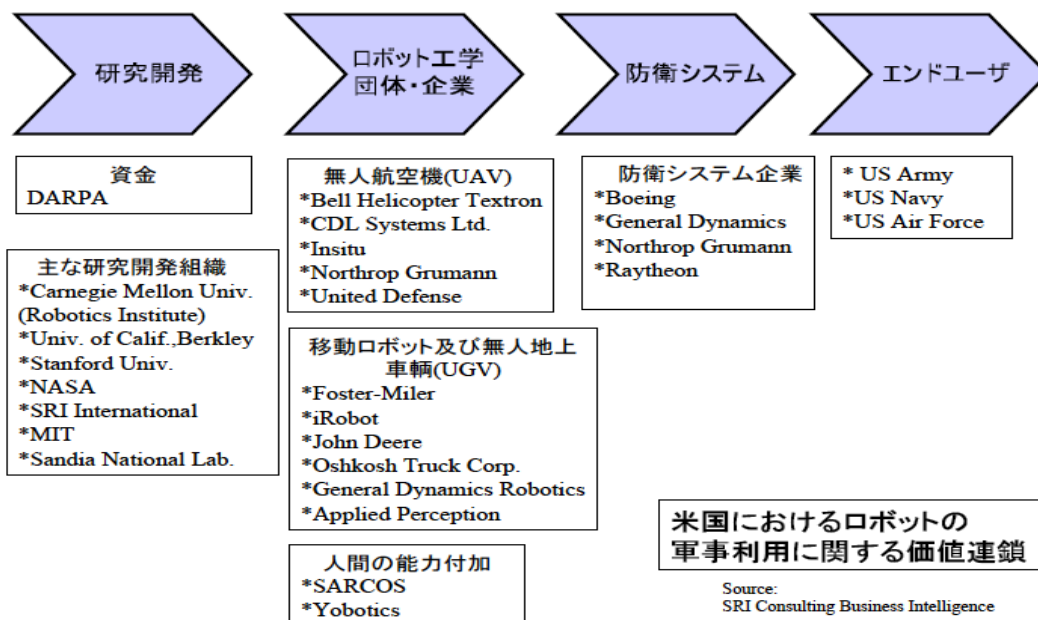 研究開発
ロボット工学
団体・企業
防衛システム
エンドユーザ
資金
DARPA
主な研究開発組織
*Carnegie Mellon Univ.
(Robotics Institute)
*Univ. of Calif.,Berkley
*Stanford Univ.
*NASA
*SRI International
*MIT
*Sandia National Lab.
無人航空機(UAV)
*Bell Helicopter Textron
*CDL Systems Ltd.
*Insitu
*Northrop Grumann
*United Defense
移動ロボット及び無人地上
車輌(UGV)
*Foster-Miler
*iRobot
*John Deere
*Oshkosh Truck Corp.
*General Dynamics Robotics
*Applied Perception
人間の能力付加
*SARCOS
*Yobotics
防衛システム企業
*Boeing
*General Dynamics
*Northrop Grumann
*Raytheon
* US Army
*US Navy
*US Air Force
米国におけるロボットの
軍事利用に関する価値連鎖
Source:
SRI Consulting Business Intelligence